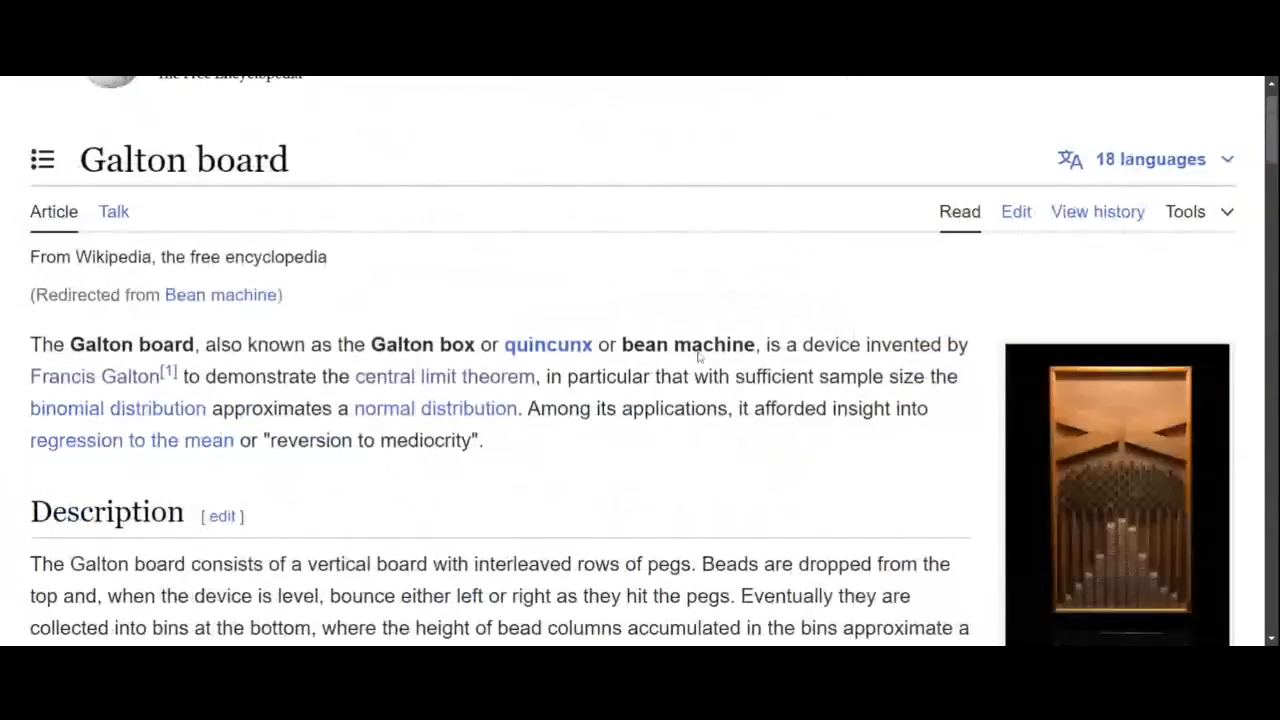 The Free Encyclopedia
Galton board
18 languages
Article Talk
Read Edit View history Tools
From Wikipedia, the free encyclopedia
(Redirected from Bean machine)
The Galton board, also known as the Galton box or quincunx or bean machine, is a device invented by
Francis Galton[1] to demonstrate the central limit theorem, in particular that with sufficient sample size the
binomial distribution approximates a normal distribution. Among its applications, it afforded insight into
regression to the mean or "reversion to mediocrity".
Description [ edit ]
The Galton board consists of a vertical board with interleaved rows of pegs. Beads are dropped from the
top and, when the device is level, bounce either left or right as they hit the pegs. Eventually they are
collected into bins at the bottom, where the height of bead columns accumulated in the bins approximate a